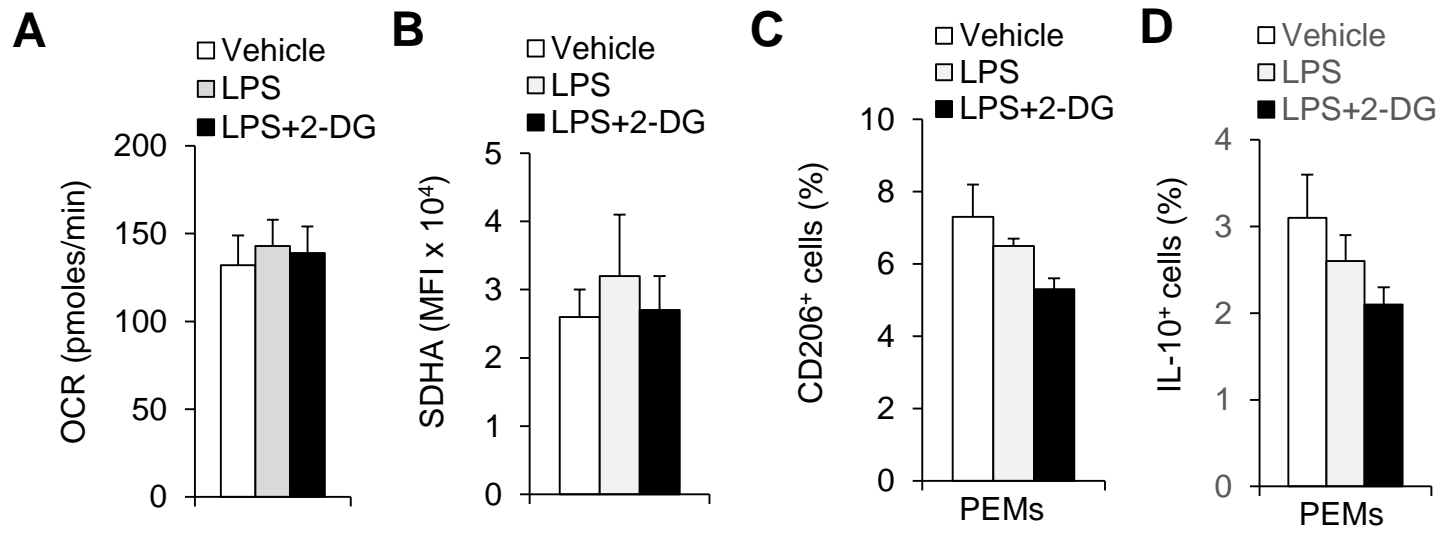 A
Vehicle
LPS
LPS+2-DG
OCR (pmoles/min)
200
150
100
50
0
B
Vehicle
LPS
LPS+2-DG
SDHA (MFI x 10⁴)
5
4
3
2
1
0
C
Vehicle
LPS
LPS+2-DG
CD206⁺ cells (%)
10
8
6
4
2
0
PEMs
D
Vehicle
LPS
LPS+2-DG
IL-10⁺ cells (%)
4
3
2
1
0
PEMs